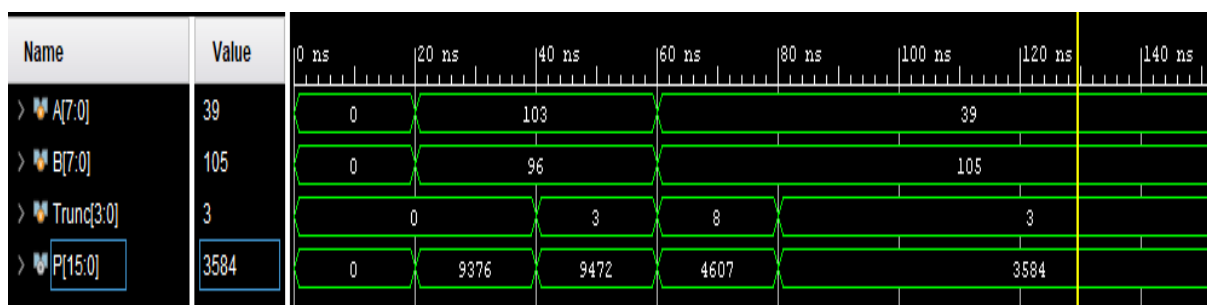 Name Value 0 ns 20 ns 40 ns 60 ns 80 ns 100 ns 120 ns 140 ns
> A[7:0] 39 0 103 39
> B[7:0] 105 0 96 105
> Trunc[3:0] 3 0 3 8 3
> P[15:0] 3584 0 9376 9472 4607 3584